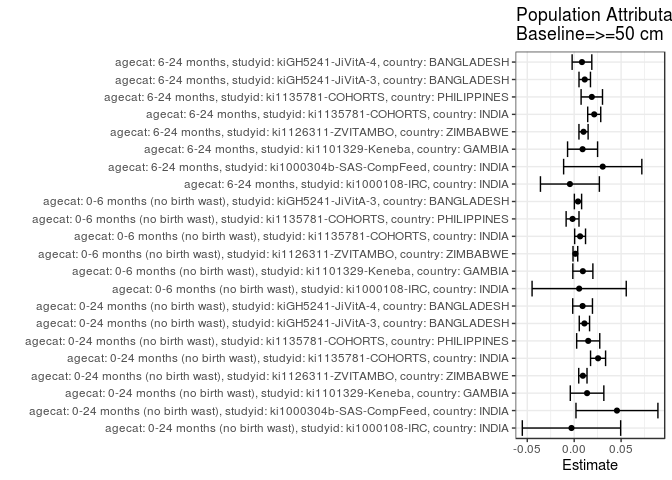 Population Attributa
Baseline=>=50 cm
agecat: 6-24 months, studyid: kiGH5241-JiVitA-4, country: BANGLADESH
agecat: 6-24 months, studyid: kiGH5241-JiVitA-3, country: BANGLADESH
agecat: 6-24 months, studyid: ki1135781-COHORTS, country: PHILIPPINES
agecat: 6-24 months, studyid: ki1135781-COHORTS, country: INDIA
agecat: 6-24 months, studyid: ki1126311-ZVITAMBO, country: ZIMBABWE
agecat: 6-24 months, studyid: ki1101329-Keneba, country: GAMBIA
agecat: 6-24 months, studyid: ki1000304b-SAS-CompFeed, country: INDIA
agecat: 6-24 months, studyid: ki1000108-IRC, country: INDIA
agecat: 0-6 months (no birth wast), studyid: kiGH5241-JiVitA-3, country: BANGLADESH
agecat: 0-6 months (no birth wast), studyid: ki1135781-COHORTS, country: PHILIPPINES
agecat: 0-6 months (no birth wast), studyid: ki1135781-COHORTS, country: INDIA
agecat: 0-6 months (no birth wast), studyid: ki1126311-ZVITAMBO, country: ZIMBABWE
agecat: 0-6 months (no birth wast), studyid: ki1101329-Keneba, country: GAMBIA
agecat: 0-6 months (no birth wast), studyid: ki1000108-IRC, country: INDIA
agecat: 0-24 months (no birth wast), studyid: kiGH5241-JiVitA-4, country: BANGLADESH
agecat: 0-24 months (no birth wast), studyid: kiGH5241-JiVitA-3, country: BANGLADESH
agecat: 0-24 months (no birth wast), studyid: ki1135781-COHORTS, country: PHILIPPINES
agecat: 0-24 months (no birth wast), studyid: ki1135781-COHORTS, country: INDIA
agecat: 0-24 months (no birth wast), studyid: ki1126311-ZVITAMBO, country: ZIMBABWE
agecat: 0-24 months (no birth wast), studyid: ki1101329-Keneba, country: GAMBIA
agecat: 0-24 months (no birth wast), studyid: ki1000304b-SAS-CompFeed, country: INDIA
agecat: 0-24 months (no birth wast), studyid: ki1000108-IRC, country: INDIA
-0.05 0.00 0.05
Estimate